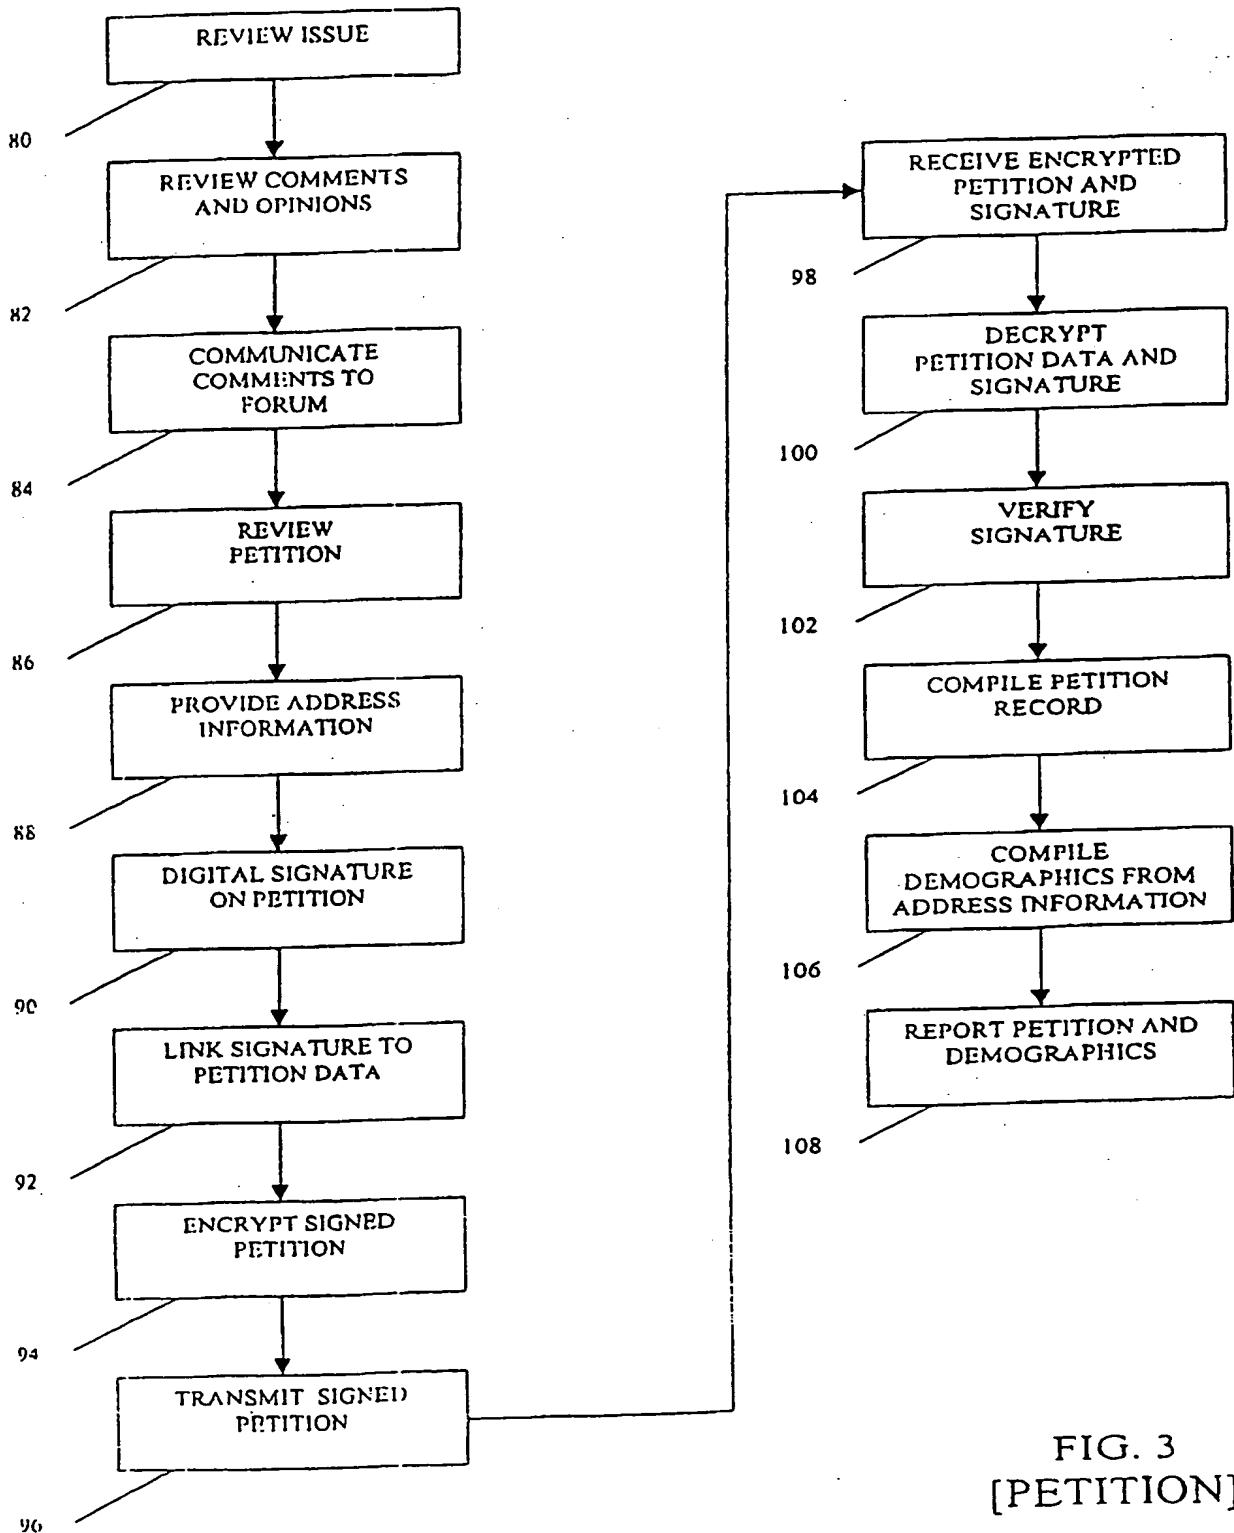 REVIEW ISSUE
80
REVIEW COMMENTS
AND OPINIONS
82
COMMUNICATE
COMMENTS TO
FORUM
84
REVIEW
PETITION
86
PROVIDE ADDRESS
INFORMATION
88
DIGITAL SIGNATURE
ON PETITION
90
LINK SIGNATURE TO
PETITION DATA
92
ENCRYPT SIGNED
PETITION
94
TRANSMIT SIGNED
PETITION
96
RECEIVE ENCRYPTED
PETITION AND
SIGNATURE
98
DECRYPT
PETITION DATA AND
SIGNATURE
100
VERIFY
SIGNATURE
102
COMPILE PETITION
RECORD
104
COMPILE
DEMOGRAPHICS FROM
ADDRESS INFORMATION
106
REPORT PETITION AND
DEMOGRAPHICS
108
FIG. 3
[PETITION]